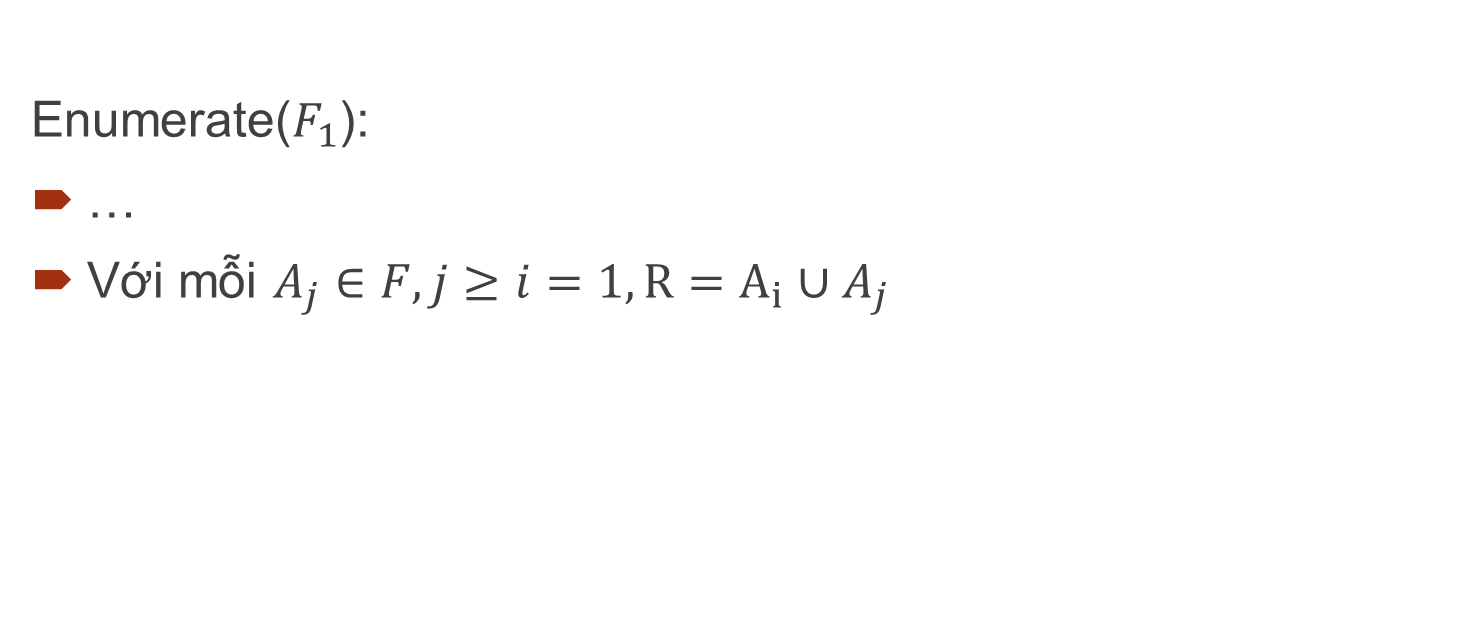 Enumerate(𝐹₁):
…
Với mỗi 𝐴ⱼ ∈ 𝐹, 𝑗 ≥ 𝑖 = 1, R = Aᵢ ∪ 𝐴ⱼ